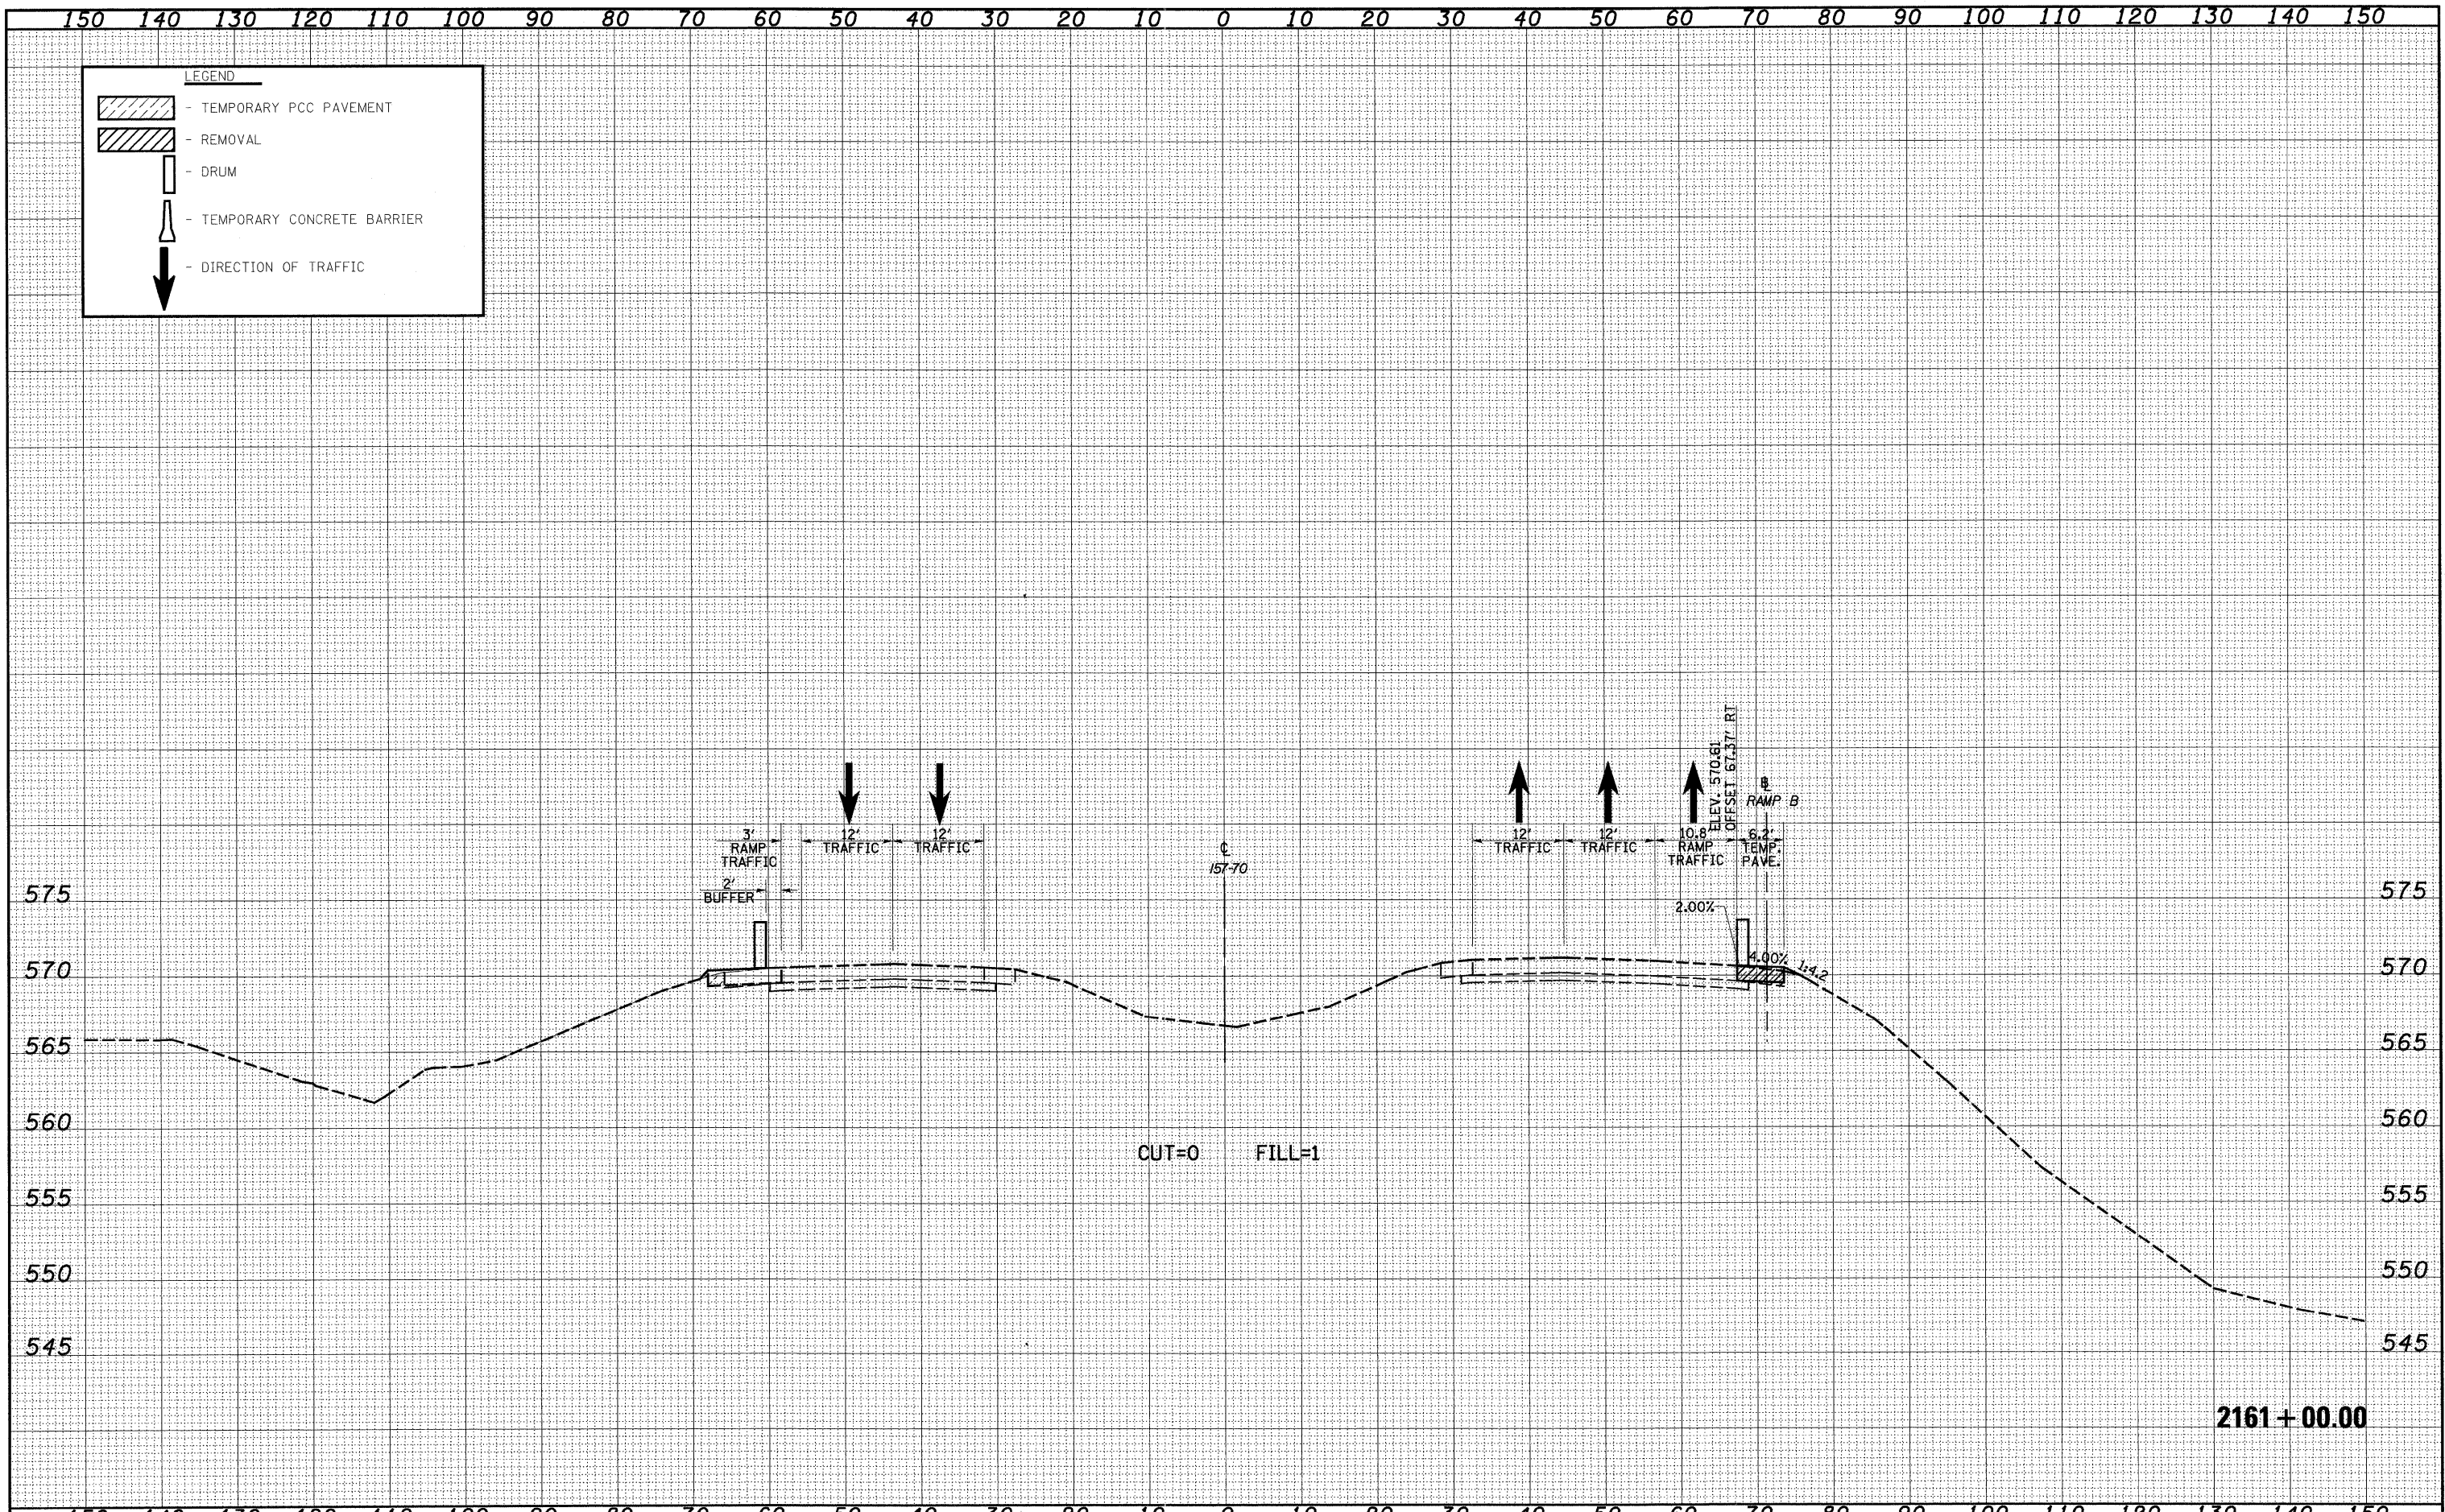 150 140 130 120 110 100 90 80 70 60 50 40 30 20 10 0 10 20 30 40 50 60 70 80 90 100 110 120 130 140 150
LEGEND
- TEMPORARY PCC PAVEMENT
- REMOVAL
- DRUM
- TEMPORARY CONCRETE BARRIER
- DIRECTION OF TRAFFIC
ELEV. 570.61
OFFSET 67.37' RT
℄
RAMP B
3'
RAMP
TRAFFIC
12'
TRAFFIC
12'
TRAFFIC
2'
BUFFER
℄
I57-70
12'
TRAFFIC
12'
TRAFFIC
10.8'
RAMP
TRAFFIC
6.2'
TEMP.
PAVE.
2.00%
4.00%
1:4.2
575 575
570 570
565 565
560 560
CUT=0 FILL=1
555 555
550 550
545 545
2161 + 00.00